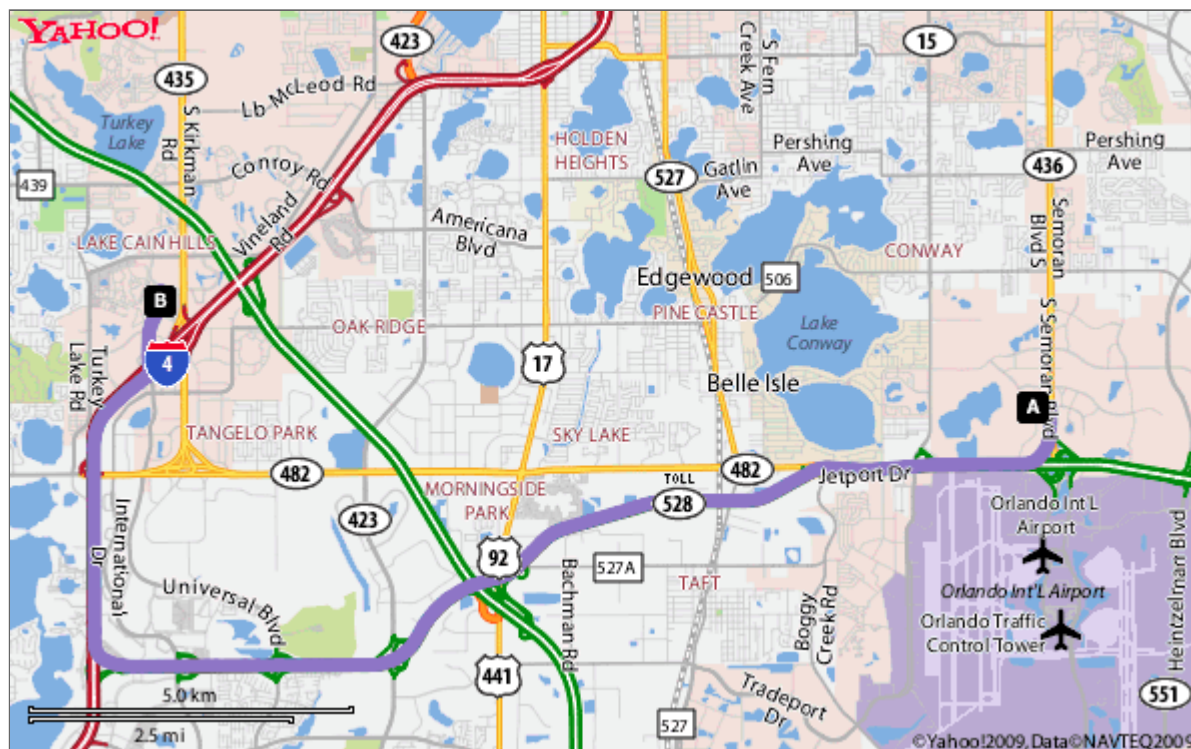 YAHOO!
423
15
435
Lb McLeod Rd
S Fern
Creek Ave
Turkey
Lake
S Kirkman
Rd
HOLDEN
HEIGHTS
Pershing
Ave
Pershing
Ave
436
439
Conroy Rd
527
Gatlin
Ave
Vineland
Rd
Americana
Blvd
Semoran
Blvd S
LAKE CAIN HILLS
CONWAY
Edgewood
506
B
OAK RIDGE
PINE CASTLE
Lake
Conway
S Semoran Blvd
4
17
Turkey
Lake Rd
Belle Isle
A
TANGELO PARK
SKY LAKE
482
482
Jetport Dr
TOLL
528
MORNINGSIDE
PARK
International
Dr
423
Orlando Int L
Airport
92
527A
Bachman Rd
TAFT
Universal Blvd
Boggy
Creek Rd
Orlando Int'L Airport
Orlando Traffic
Control Tower
Heintzelmarr Blvd
441
5.0 km
2.5 mi
527
Tradeport
Dr
551
©Yahoo!2009, Data©NAVTEQ2009